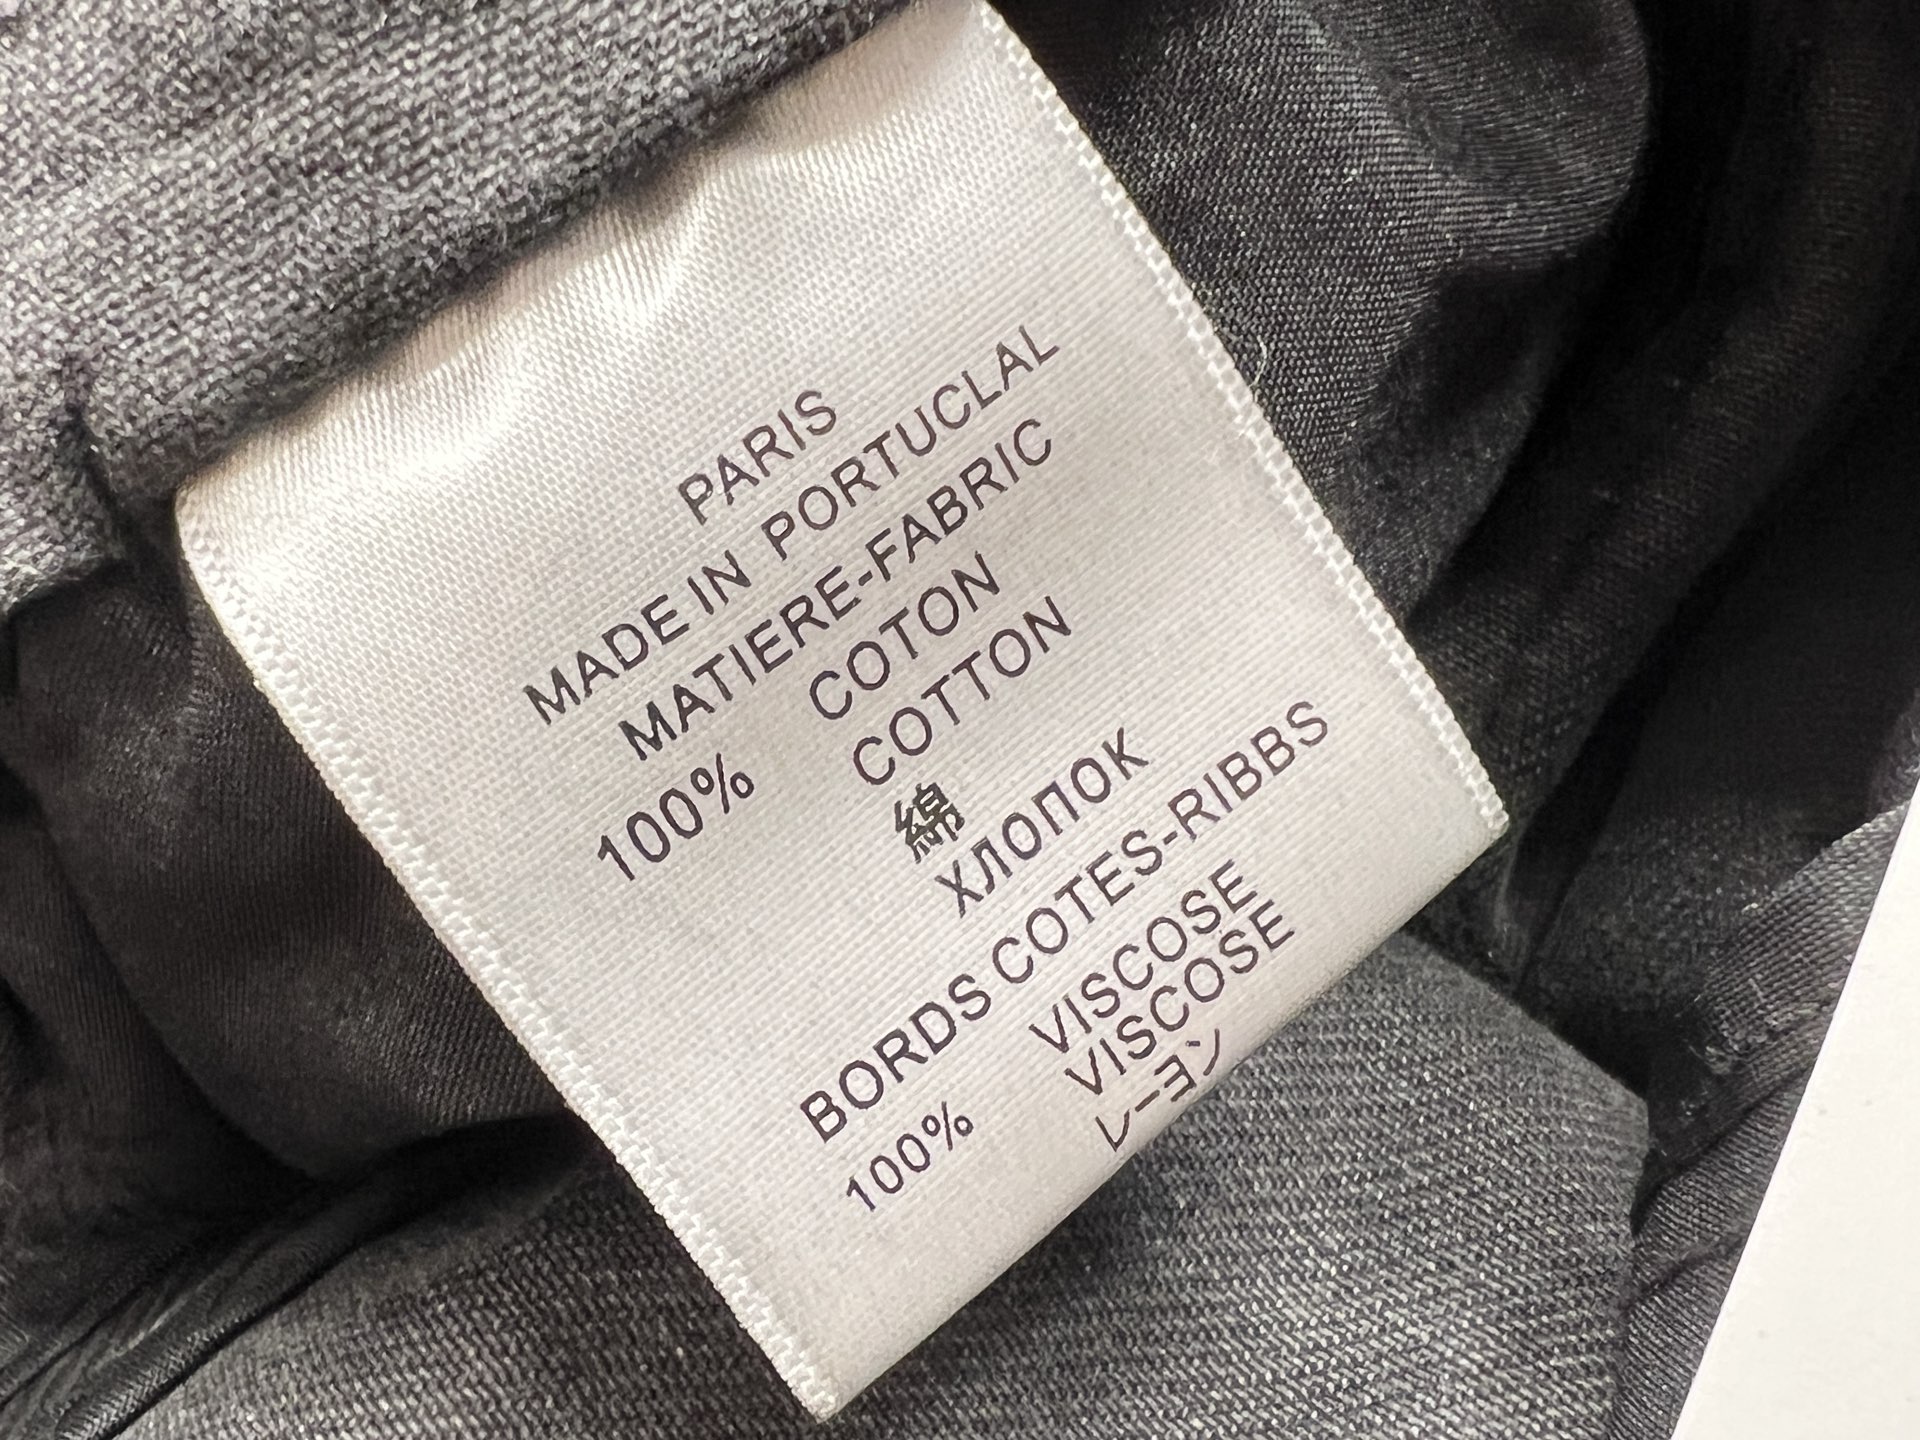 PARIS
MADE IN PORTUCLAL
MATIERE-FABRIC
100% COTON
COTTON
綿
ХЛОПОК
BORDS COTES-RIBBS
100% VISCOSE
VISCOSE
レーヨン